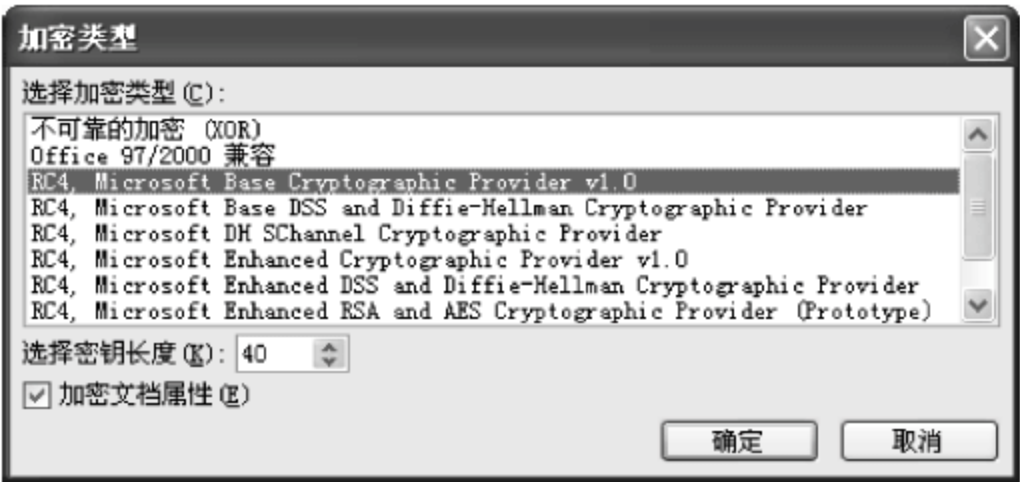 加密类型
选择加密类型(C):
不可靠的加密 (XOR)
Office 97/2000 兼容
RC4, Microsoft Base Cryptographic Provider v1.0
RC4, Microsoft Base DSS and Diffie-Hellman Cryptographic Provider
RC4, Microsoft DH SChannel Cryptographic Provider
RC4, Microsoft Enhanced Cryptographic Provider v1.0
RC4, Microsoft Enhanced DSS and Diffie-Hellman Cryptographic Provider
RC4, Microsoft Enhanced RSA and AES Cryptographic Provider (Prototype)
选择密钥长度(K): 40
加密文档属性(E)
确定 取消